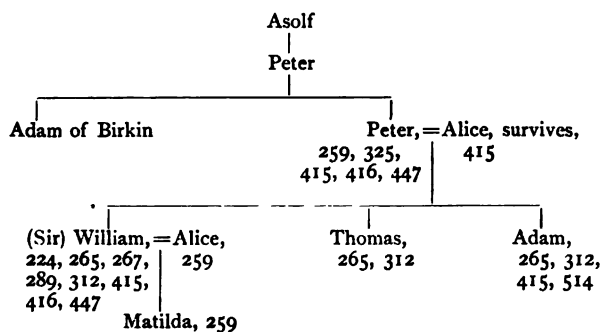 Asolf
Peter
Adam of Birkin Peter,=Alice, survives,
259, 325, 415
415, 416, 447
(Sir) William,=Alice, Thomas, Adam,
224, 265, 267, 259 265, 312 265, 312,
289, 312, 415, 415, 514
416, 447
Matilda, 259